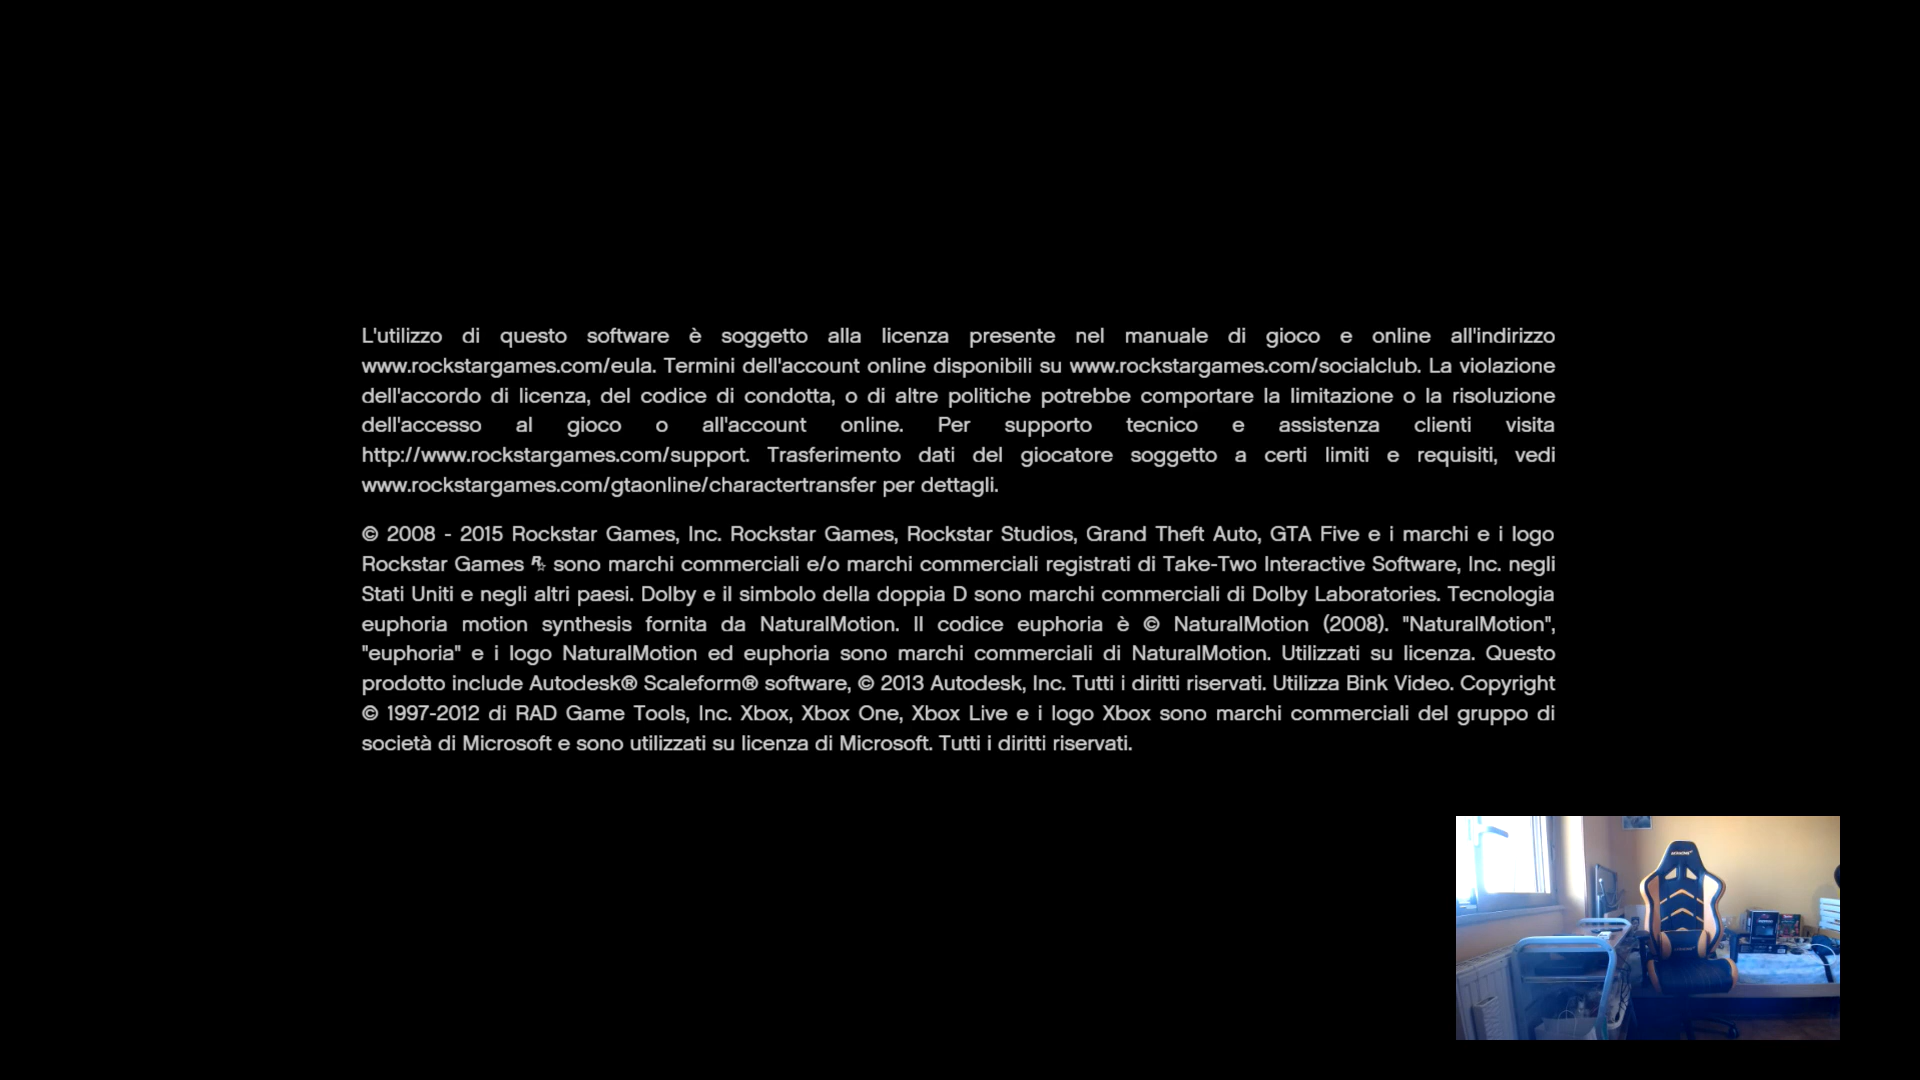 L'utilizzo di questo software è soggetto alla licenza presente nel manuale di gioco e online all'indirizzo
www.rockstargames.com/eula. Termini dell'account online disponibili su www.rockstargames.com/socialclub. La violazione
dell'accordo di licenza, del codice di condotta, o di altre politiche potrebbe comportare la limitazione o la risoluzione
dell'accesso al gioco o all'account online. Per supporto tecnico e assistenza clienti visita
http://www.rockstargames.com/support. Trasferimento dati del giocatore soggetto a certi limiti e requisiti, vedi
www.rockstargames.com/gtaonline/charactertransfer per dettagli.
© 2008 - 2015 Rockstar Games, Inc. Rockstar Games, Rockstar Studios, Grand Theft Auto, GTA Five e i marchi e i logo
Rockstar Games R★ sono marchi commerciali e/o marchi commerciali registrati di Take-Two Interactive Software, Inc. negli
Stati Uniti e negli altri paesi. Dolby e il simbolo della doppia D sono marchi commerciali di Dolby Laboratories. Tecnologia
euphoria motion synthesis fornita da NaturalMotion. Il codice euphoria è © NaturalMotion (2008). "NaturalMotion",
"euphoria" e i logo NaturalMotion ed euphoria sono marchi commerciali di NaturalMotion. Utilizzati su licenza. Questo
prodotto include Autodesk® Scaleform® software, © 2013 Autodesk, Inc. Tutti i diritti riservati. Utilizza Bink Video. Copyright
© 1997-2012 di RAD Game Tools, Inc. Xbox, Xbox One, Xbox Live e i logo Xbox sono marchi commerciali del gruppo di
società di Microsoft e sono utilizzati su licenza di Microsoft. Tutti i diritti riservati.